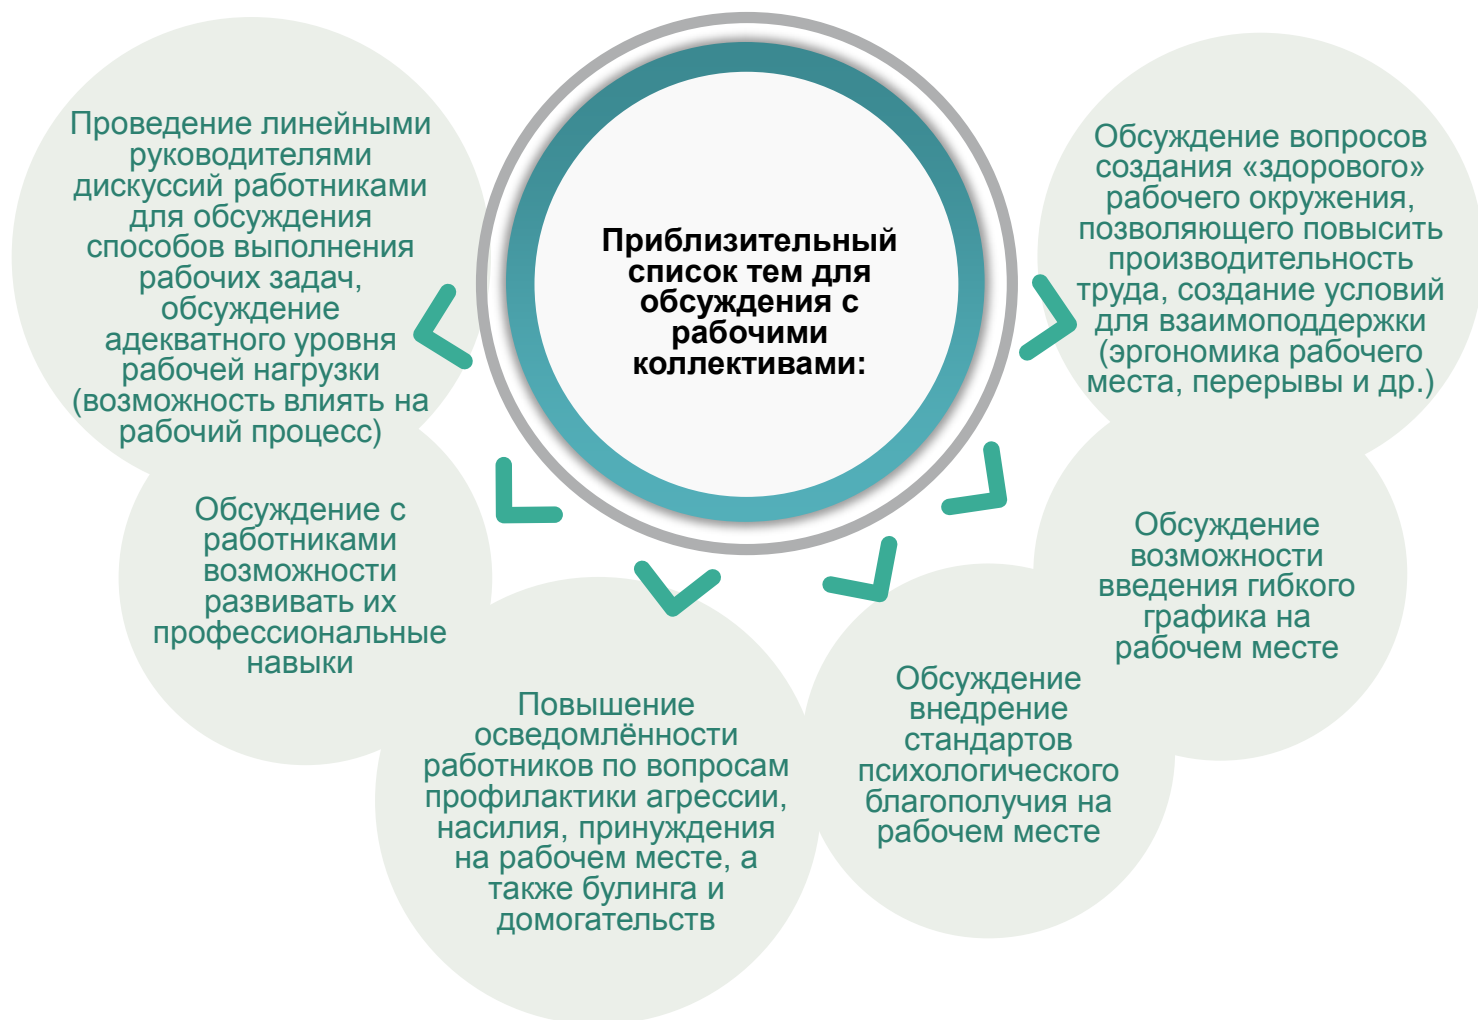 Приблизительный
список тем для
обсуждения с
рабочими
коллективами:
Проведение линейными
руководителями
дискуссий работниками
для обсуждения
способов выполнения
рабочих задач,
обсуждение
адекватного уровня
рабочей нагрузки
(возможность влиять на
рабочий процесс)
Обсуждение с
работниками
возможности
развивать их
профессиональные
навыки
Повышение
осведомлённости
работников по вопросам
профилактики агрессии,
насилия, принуждения
на рабочем месте, а
также булинга и
домогательств
Обсуждение
внедрение
стандартов
психологического
благополучия на
рабочем месте
Обсуждение
возможности
введения гибкого
графика на
рабочем месте
Обсуждение вопросов
создания «здорового»
рабочего окружения,
позволяющего повысить
производительность
труда, создание условий
для взаимоподдержки
(эргономика рабочего
места, перерывы и др.)